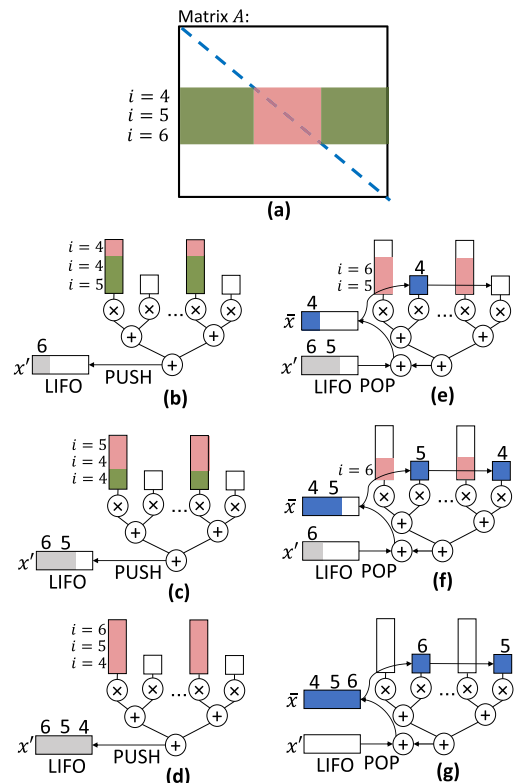 Matrix A:
i = 4
i = 5
i = 6
(a)
i = 4
i = 4
i = 5
× × ... × ×
+ +
6
x′ +
LIFO PUSH
(b)
i = 6
i = 5
4
× × ... × ×
4
x̄ + +
6 5
x′ + +
LIFO POP
(e)
i = 5
i = 4
i = 4
× × ... × ×
+ +
6 5
x′ +
LIFO PUSH
(c)
i = 6
5 4
× × ... × ×
4 5
x̄ + +
6
x′ + +
LIFO POP
(f)
i = 6
i = 5
i = 4
× × ... × ×
+ +
6 5 4
x′ +
LIFO PUSH
(d)
6 5
× × ... × ×
4 5 6
x̄ + +
x′ + +
LIFO POP
(g)